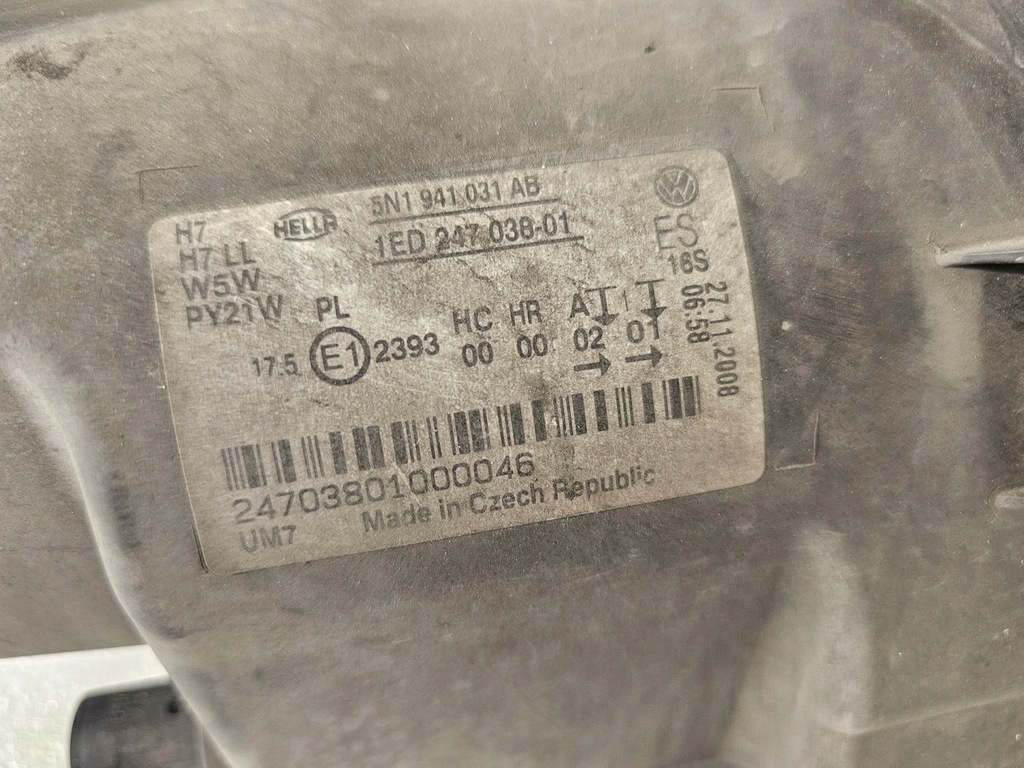 H7
H7 LL
W5W
PY21W
HELLA
5N1 941 031 AB
1ED 247 038-01
ES
16S
PL
HC HR A
17.5 E1 2393 00 00 02 01
27.11.2008
06:58
24703801000046
UM7 Made in Czech Republic